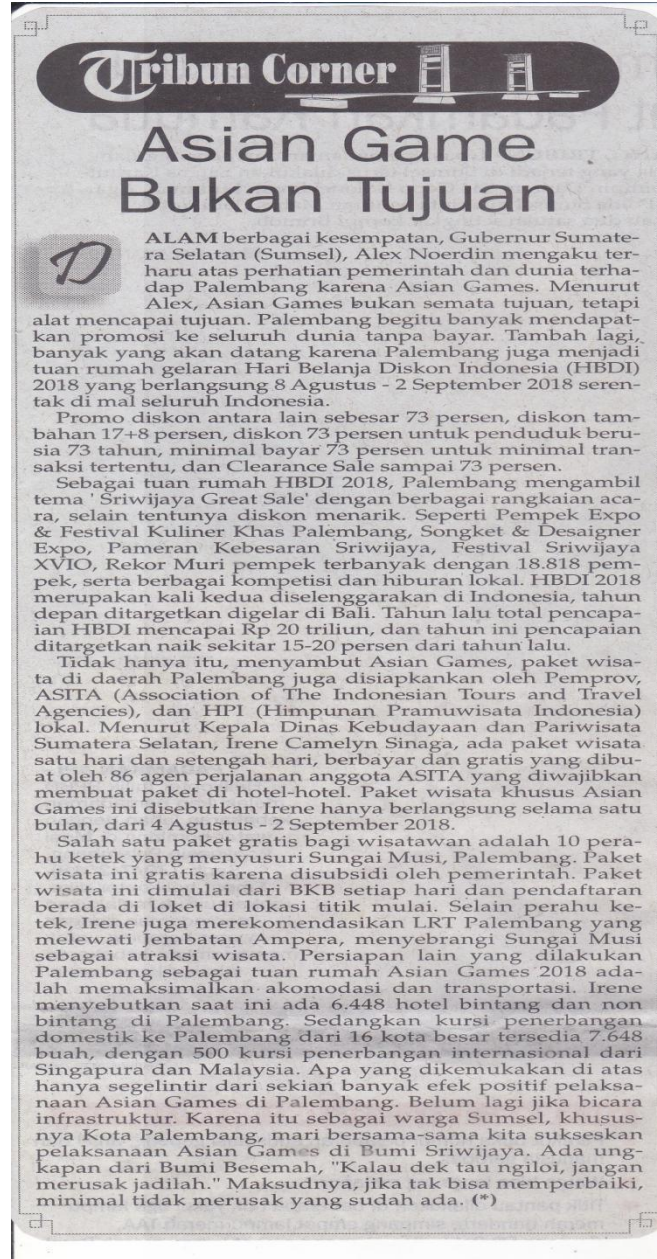 Tribun Corner
Asian Game
Bukan Tujuan
DALAM berbagai kesempatan, Gubernur Sumate-
ra Selatan (Sumsel), Alex Noerdin mengaku ter-
haru atas perhatian pemerintah dan dunia terha-
dap Palembang karena Asian Games. Menurut
Alex, Asian Games bukan semata tujuan, tetapi
alat mencapai tujuan. Palembang begitu banyak mendapat-
kan promosi ke seluruh dunia tanpa bayar. Tambah lagi,
banyak yang akan datang karena Palembang juga menjadi
tuan rumah gelaran Hari Belanja Diskon Indonesia (HBDI)
2018 yang berlangsung 8 Agustus - 2 September 2018 seren-
tak di mal seluruh Indonesia.
Promo diskon antara lain sebesar 73 persen, diskon tam-
bahan 17+8 persen, diskon 73 persen untuk penduduk beru-
sia 73 tahun, minimal bayar 73 persen untuk minimal tran-
saksi tertentu, dan Clearance Sale sampai 73 persen.
Sebagai tuan rumah HBDI 2018, Palembang mengambil
tema ' Sriwijaya Great Sale' dengan berbagai rangkaian aca-
ra, selain tentunya diskon menarik. Seperti Pempek Expo
& Festival Kuliner Khas Palembang, Songket & Desaigner
Expo, Pameran Kebesaran Sriwijaya, Festival Sriwijaya
XVIO, Rekor Muri pempek terbanyak dengan 18.818 pem-
pek, serta berbagai kompetisi dan hiburan lokal. HBDI 2018
merupakan kali kedua diselenggarakan di Indonesia, tahun
depan ditargetkan digelar di Bali. Tahun lalu total pencapa-
ian HBDI mencapai Rp 20 triliun, dan tahun ini pencapaian
ditargetkan naik sekitar 15-20 persen dari tahun lalu.
Tidak hanya itu, menyambut Asian Games, paket wisa-
ta di daerah Palembang juga disiapkankan oleh Pemprov,
ASITA (Association of The Indonesian Tours and Travel
Agencies), dan HPI (Himpunan Pramuwisata Indonesia)
lokal. Menurut Kepala Dinas Kebudayaan dan Pariwisata
Sumatera Selatan, Irene Camelyn Sinaga, ada paket wisata
satu hari dan setengah hari, berbayar dan gratis yang dibu-
at oleh 86 agen perjalanan anggota ASITA yang diwajibkan
membuat paket di hotel-hotel. Paket wisata khusus Asian
Games ini disebutkan Irene hanya berlangsung selama satu
bulan, dari 4 Agustus - 2 September 2018.
Salah satu paket gratis bagi wisatawan adalah 10 pera-
hu ketek yang menyusuri Sungai Musi, Palembang. Paket
wisata ini gratis karena disubsidi oleh pemerintah. Paket
wisata ini dimulai dari BKB setiap hari dan pendaftaran
berada di loket di lokasi titik mulai. Selain perahu ke-
tek, Irene juga merekomendasikan LRT Palembang yang
melewati Jembatan Ampera, menyebrangi Sungai Musi
sebagai atraksi wisata. Persiapan lain yang dilakukan
Palembang sebagai tuan rumah Asian Games 2018 ada-
lah memaksimalkan akomodasi dan transportasi. Irene
menyebutkan saat ini ada 6.448 hotel bintang dan non
bintang di Palembang. Sedangkan kursi penerbangan
domestik ke Palembang dari 16 kota besar tersedia 7.648
buah, dengan 500 kursi penerbangan internasional dari
Singapura dan Malaysia. Apa yang dikemukakan di atas
hanya segelintir dari sekian banyak efek positif pelaksa-
naan Asian Games di Palembang. Belum lagi jika bicara
infrastruktur. Karena itu sebagai warga Sumsel, khusus-
nya Kota Palembang, mari bersama-sama kita sukseskan
pelaksanaan Asian Games di Bumi Sriwijaya. Ada ung-
kapan dari Bumi Besemah, "Kalau dek tau ngiloi, jangan
merusak jadilah." Maksudnya, jika tak bisa memperbaiki,
minimal tidak merusak yang sudah ada. (*)